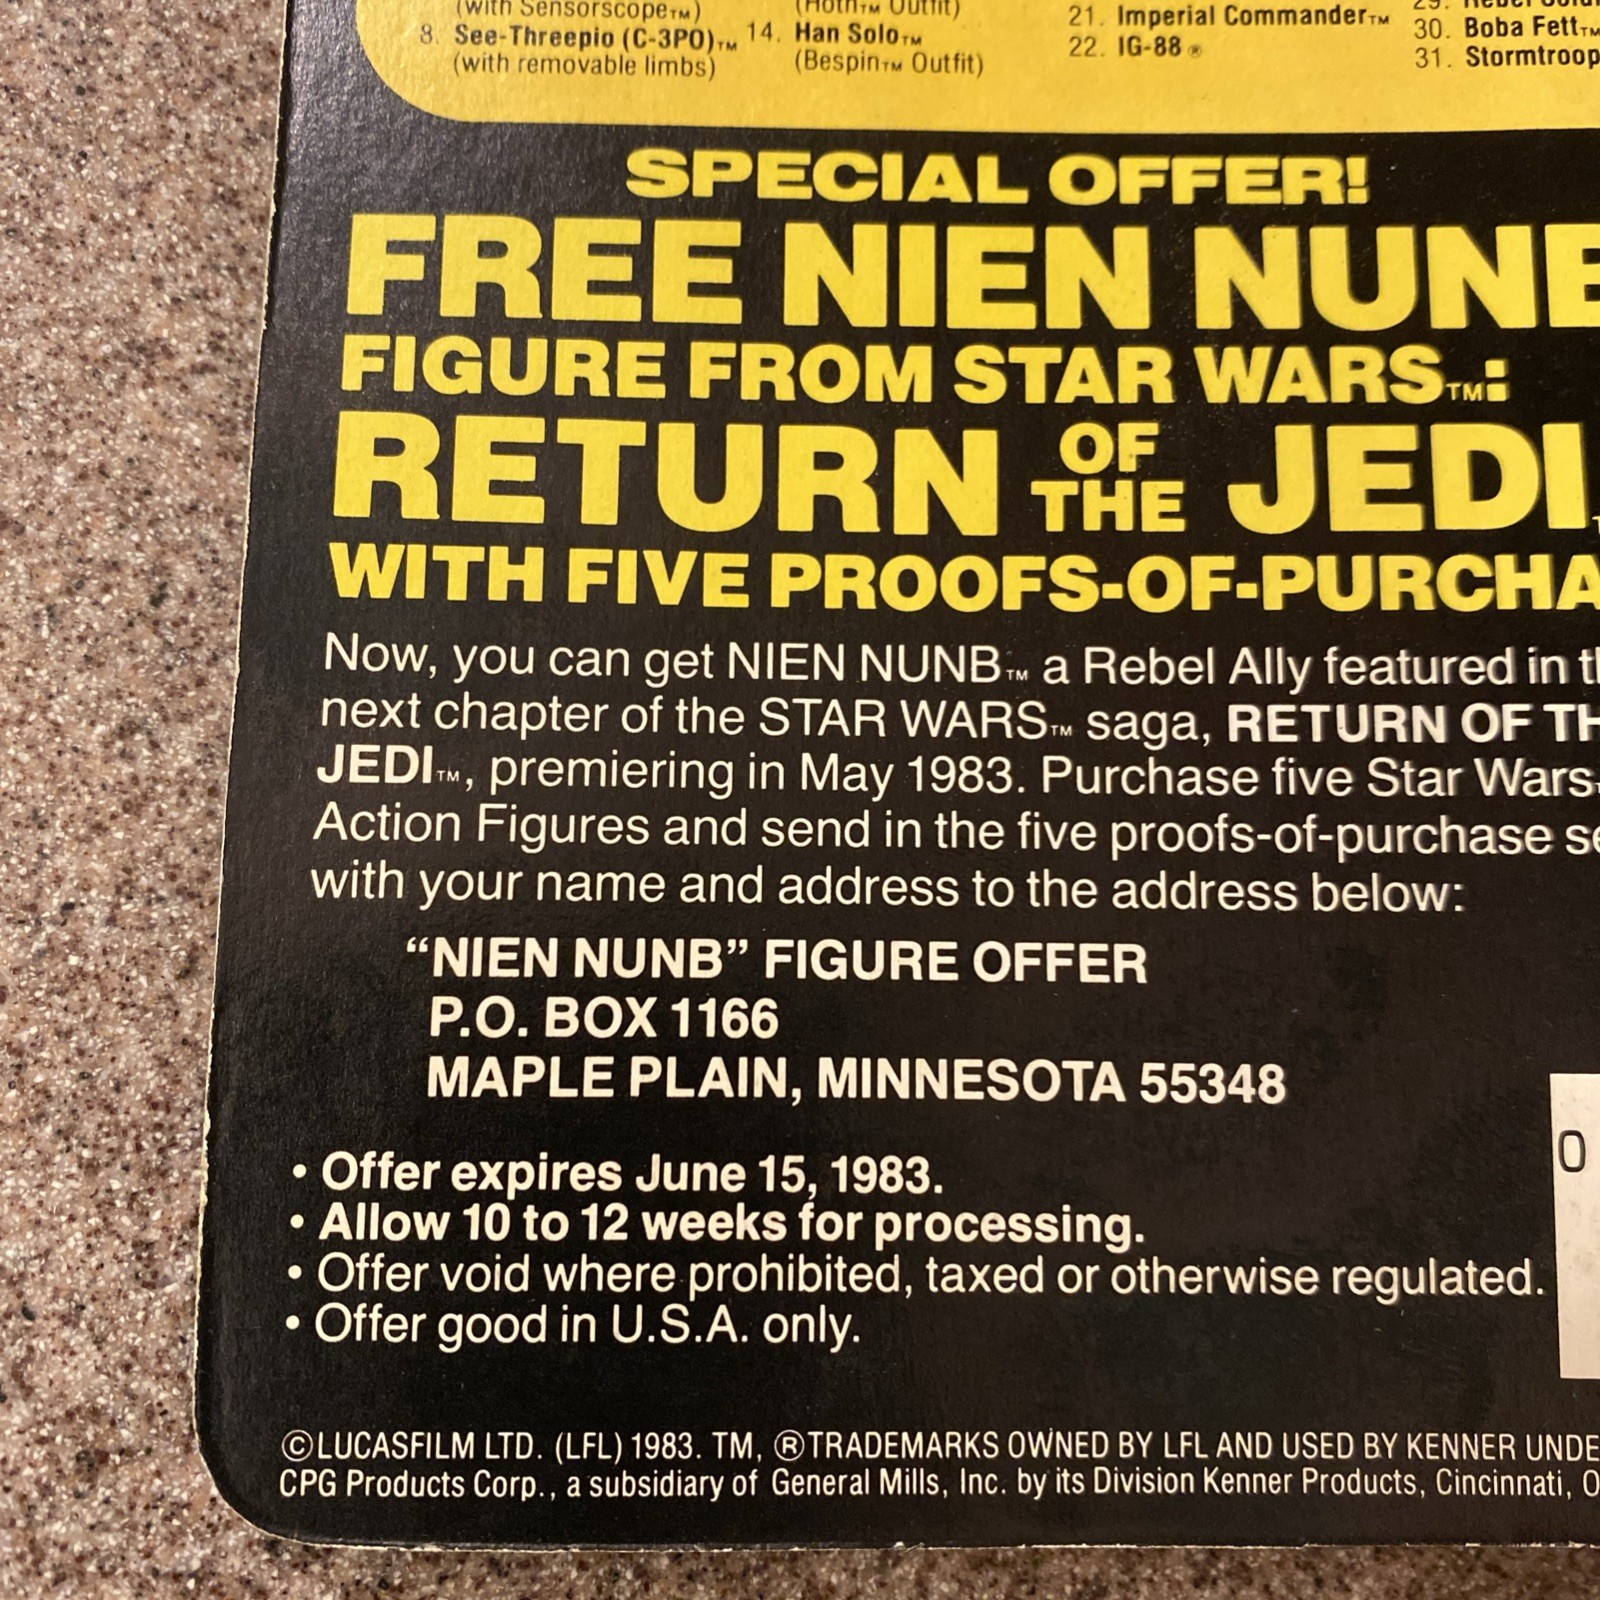 (with Sensorscope™) (Hoth™ Outfit) 21. Imperial Commander™ 29. Rebel
8. See-Threepio (C-3PO)™ 14. Han Solo™ 22. IG-88® 30. Boba Fett™
(with removable limbs) (Bespin™ Outfit) 31. Stormtroop
SPECIAL OFFER!
FREE NIEN NUNB
FIGURE FROM STAR WARS™:
RETURN OF THE JEDI
WITH FIVE PROOFS-OF-PURCHA
Now, you can get NIEN NUNB™ a Rebel Ally featured in th
next chapter of the STAR WARS™ saga, RETURN OF TH
JEDI™, premiering in May 1983. Purchase five Star Wars
Action Figures and send in the five proofs-of-purchase se
with your name and address to the address below:
“NIEN NUNB” FIGURE OFFER
P.O. BOX 1166
MAPLE PLAIN, MINNESOTA 55348
• Offer expires June 15, 1983.
• Allow 10 to 12 weeks for processing.
• Offer void where prohibited, taxed or otherwise regulated.
• Offer good in U.S.A. only.
0
©LUCASFILM LTD. (LFL) 1983. TM, ®TRADEMARKS OWNED BY LFL AND USED BY KENNER UNDE
CPG Products Corp., a subsidiary of General Mills, Inc. by its Division Kenner Products, Cincinnati, O